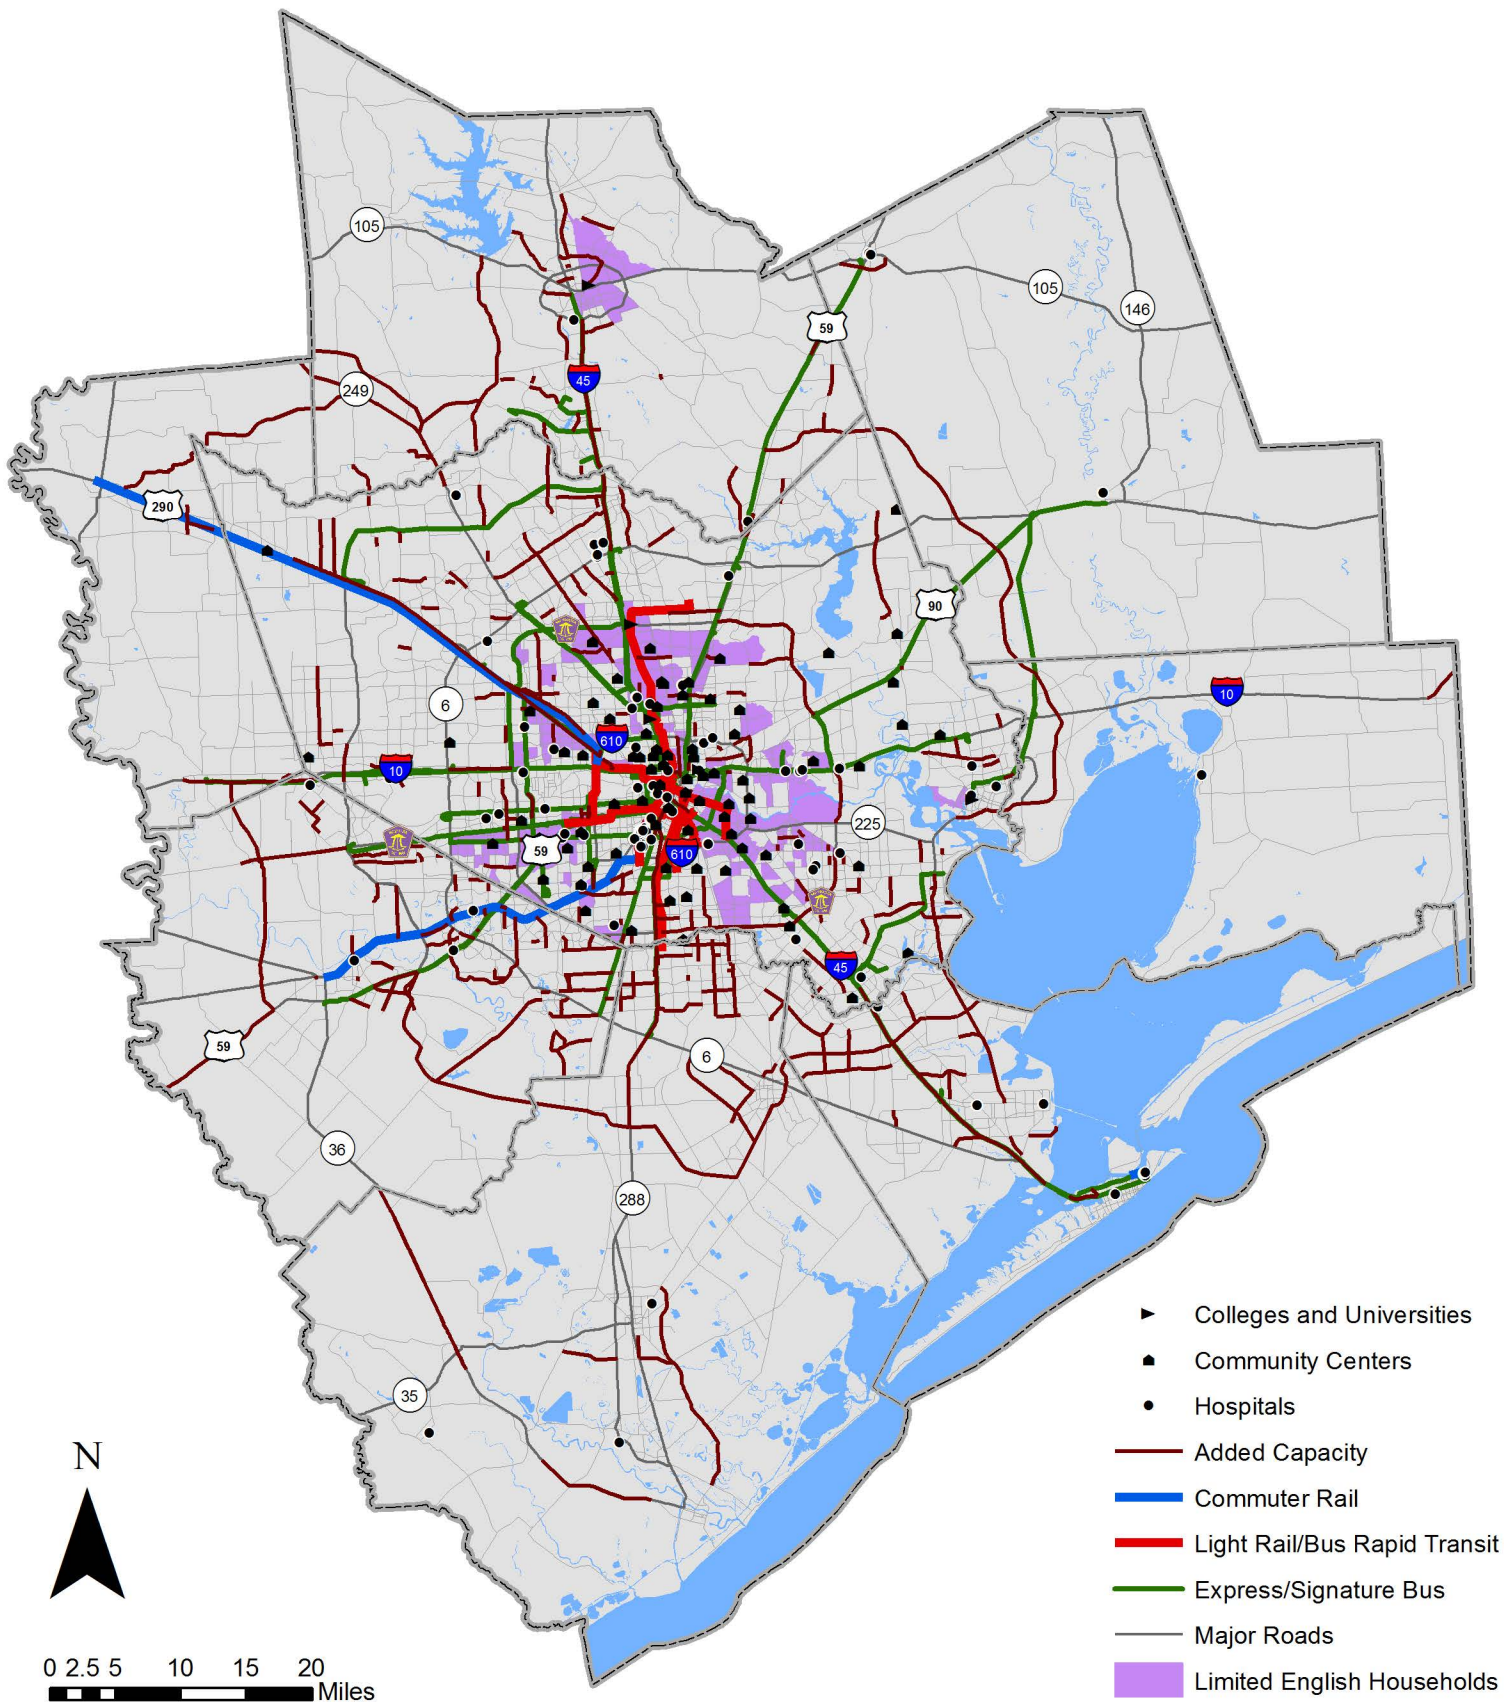 105
105
146
59
249
45
290
90
6
10
610
10
225
59
610
45
59
6
36
288
35
Colleges and Universities
Community Centers
Hospitals
Added Capacity
Commuter Rail
Light Rail/Bus Rapid Transit
Express/Signature Bus
Major Roads
Limited English Households
N
0 2.5 5 10 15 20
Miles